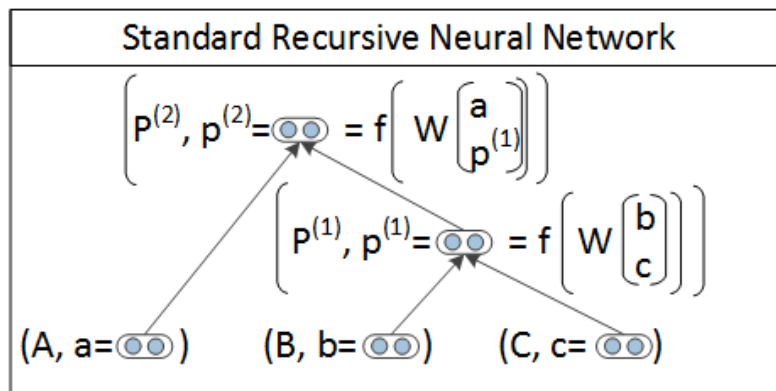 Standard Recursive Neural Network
(P⁽²⁾, p⁽²⁾= = f(W[a p⁽¹⁾]))
(P⁽¹⁾, p⁽¹⁾= = f(W[b c]))
(A, a= ) (B, b= ) (C, c= )